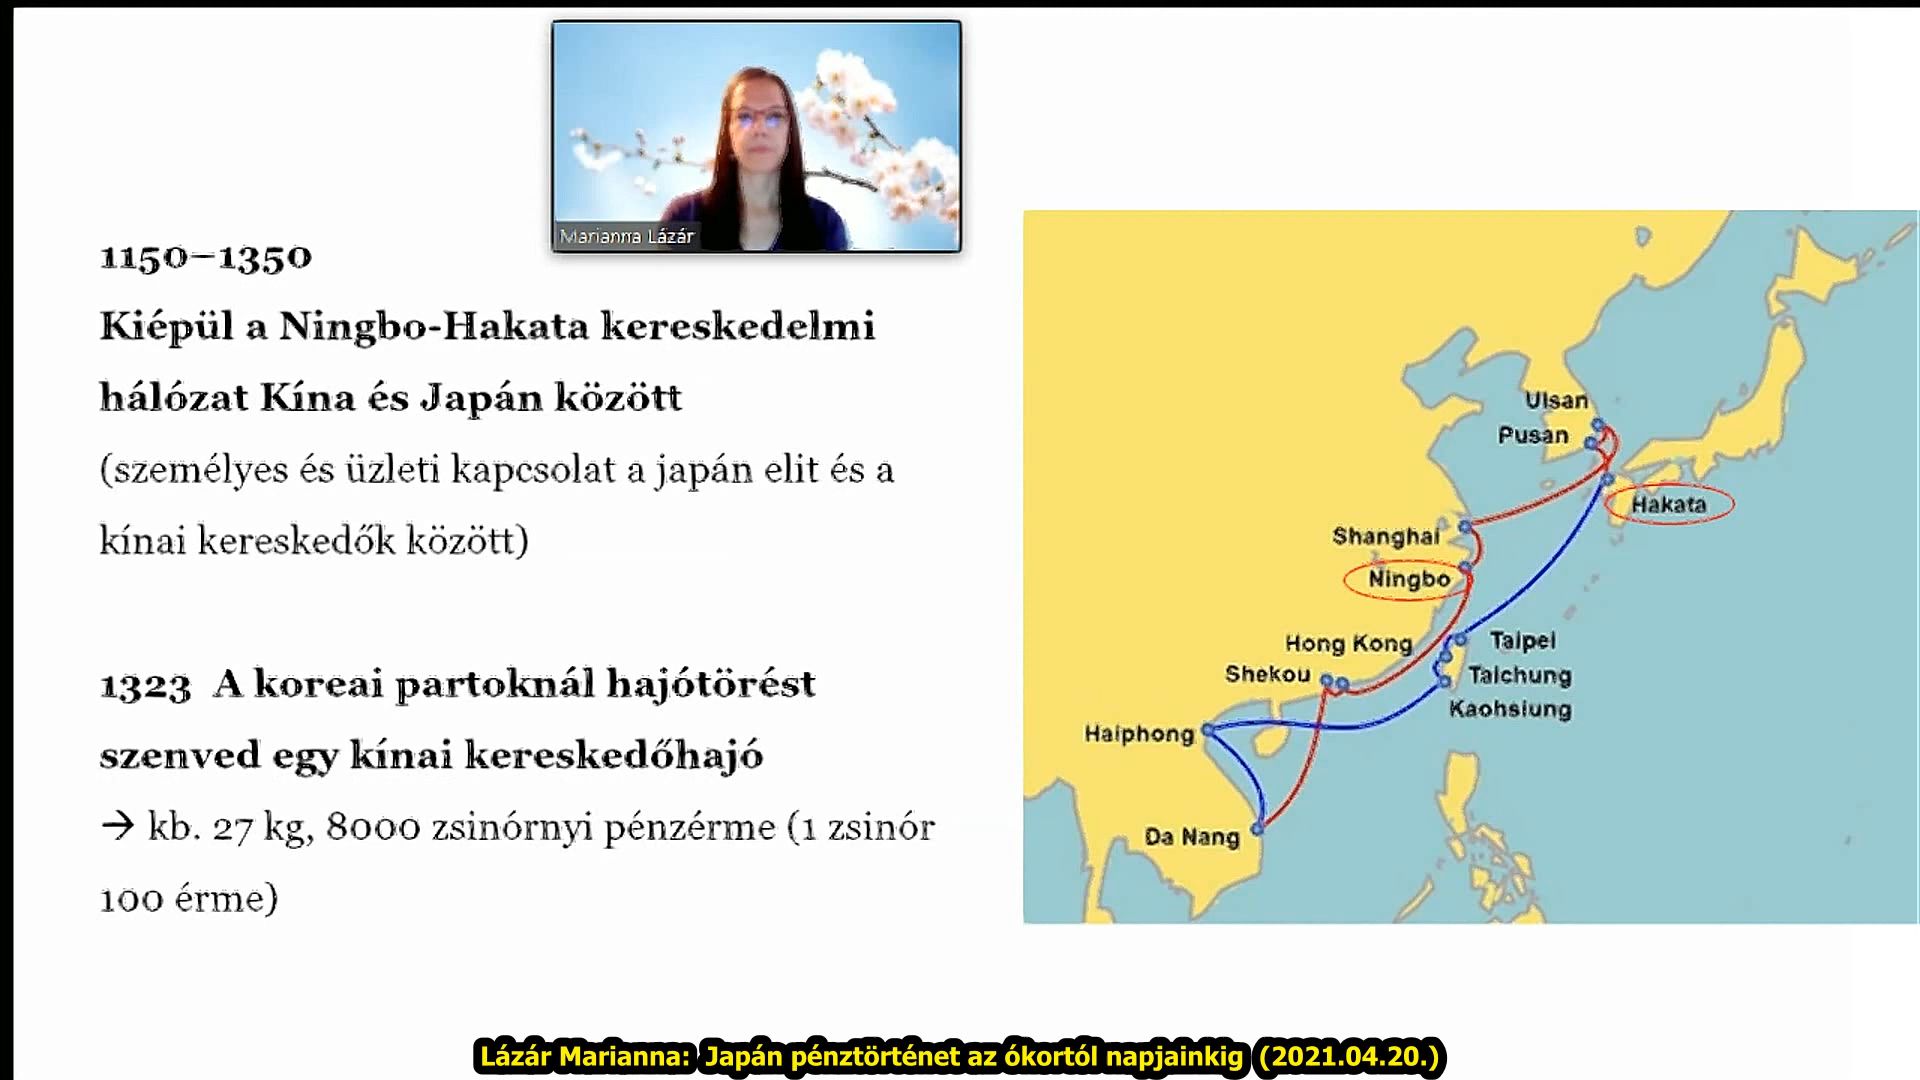 Marianna Lázár
1150–1350
Kiépül a Ningbo-Hakata kereskedelmi
hálózat Kína és Japán között
(személyes és üzleti kapcsolat a japán elit és a
kínai kereskedők között)
1323 A koreai partoknál hajótörést
szenved egy kínai kereskedőhajó
→ kb. 27 kg, 8000 zsinórnyi pénzérme (1 zsinór
100 érme)
Ulsan
Pusan
Hakata
Shanghai
Ningbo
Hong Kong
Taipei
Shekou
Taichung
Kaohsiung
Haiphong
Da Nang
Lázár Marianna: Japán pénztörténet az ókortól napjainkig (2021.04.20.)